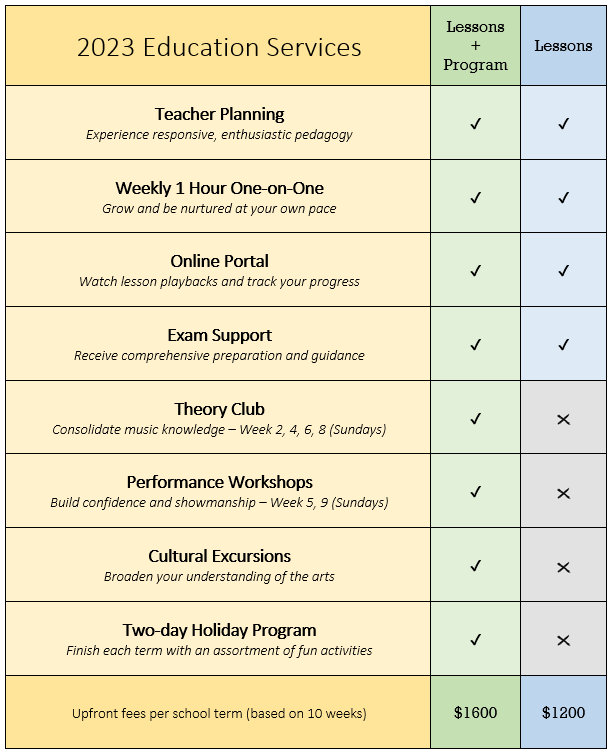 2023 Education Services
Lessons
+
Program
Lessons
Teacher Planning
Experience responsive, enthusiastic pedagogy
✓ ✓
Weekly 1 Hour One-on-One
Grow and be nurtured at your own pace
✓ ✓
Online Portal
Watch lesson playbacks and track your progress
✓ ✓
Exam Support
Receive comprehensive preparation and guidance
✓ ✓
Theory Club
Consolidate music knowledge – Week 2, 4, 6, 8 (Sundays)
✓ ✕
Performance Workshops
Build confidence and showmanship – Week 5, 9 (Sundays)
✓ ✕
Cultural Excursions
Broaden your understanding of the arts
✓ ✕
Two-day Holiday Program
Finish each term with an assortment of fun activities
✓ ✕
Upfront fees per school term (based on 10 weeks) $1600 $1200